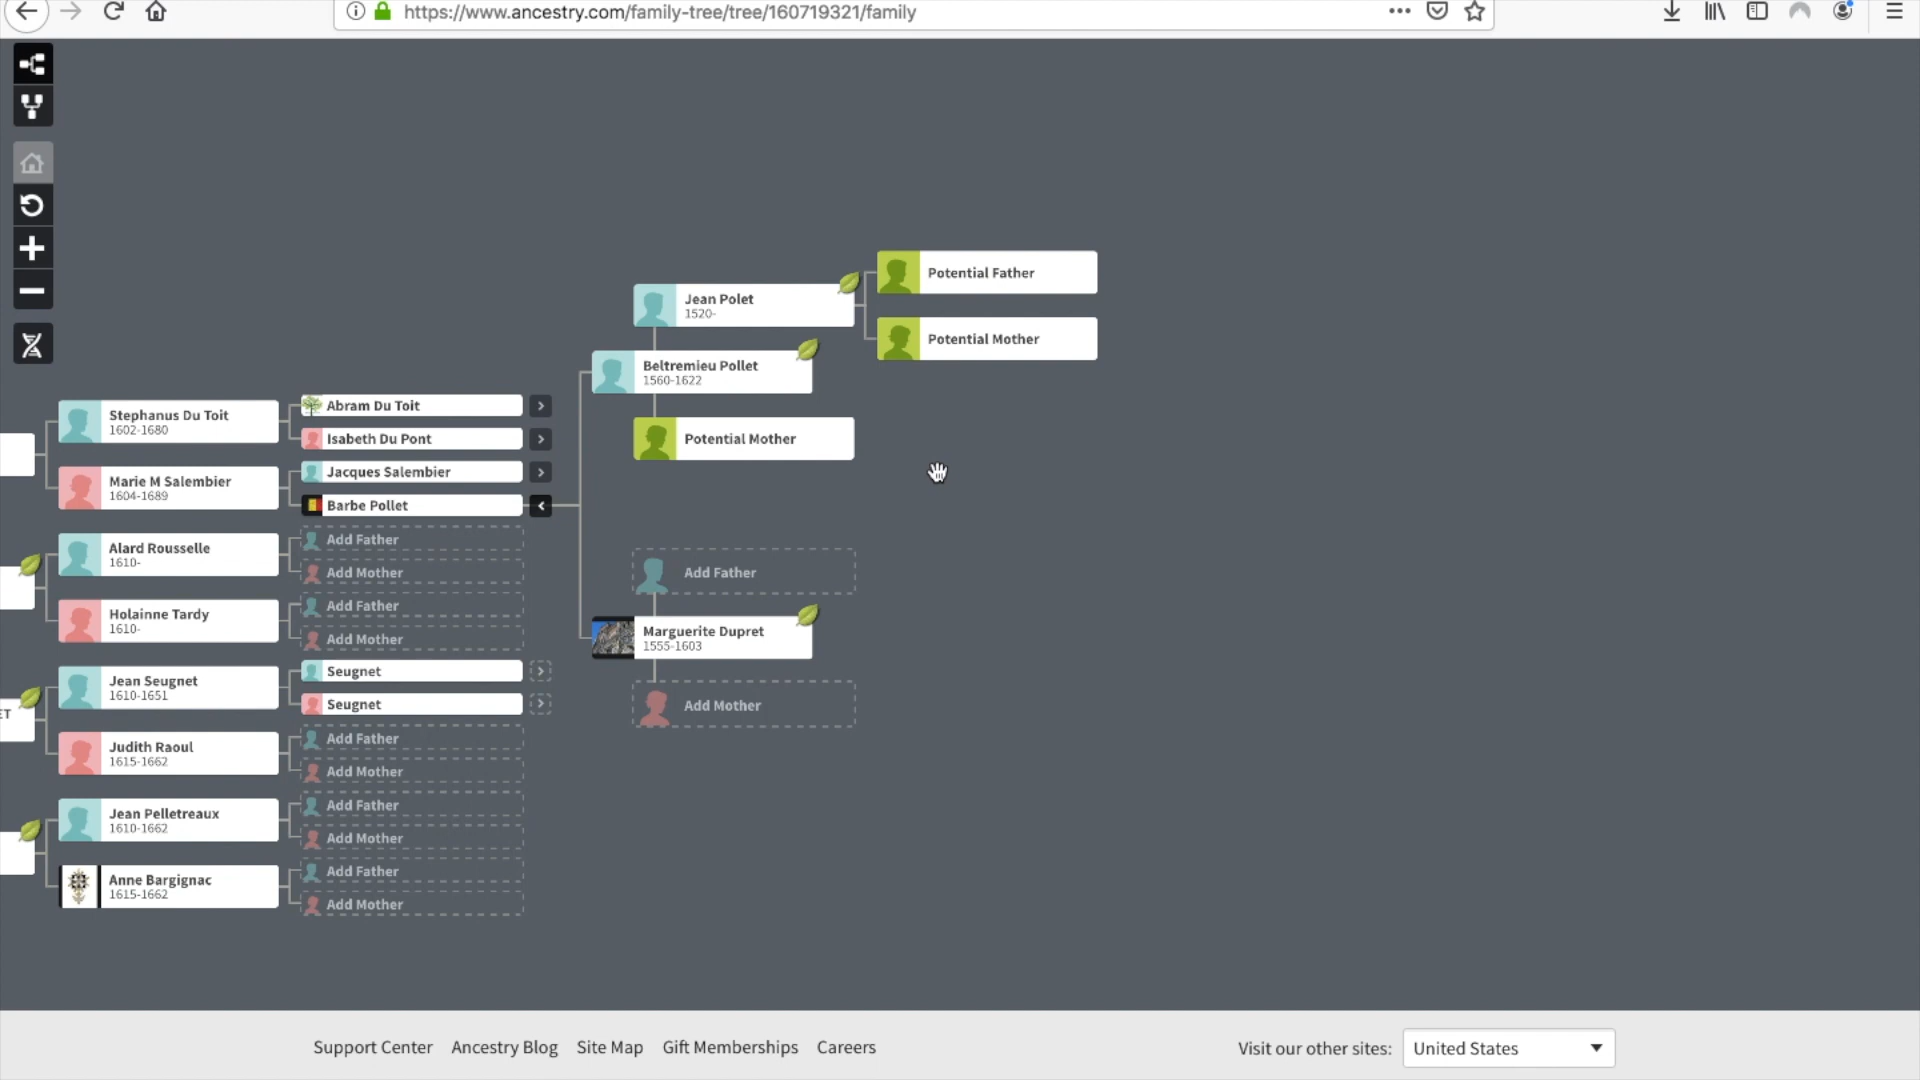 https://www.ancestry.com/family-tree/tree/160719321/family
Potential Father
Jean Polet
1520-
Potential Mother
Beltremieu Pollet
1560-1622
Potential Mother
Stephanus Du Toit
1602-1680
Marie M Salembier
1604-1689
Alard Rousselle
1610-
Holainne Tardy
1610-
Jean Seugnet
1610-1651
ET
Judith Raoul
1615-1662
Jean Pelletreaux
1610-1662
Anne Bargignac
1615-1662
Abram Du Toit
Isabeth Du Pont
Jacques Salembier
Barbe Pollet
Add Father
Add Mother
Add Father
Add Mother
Seugnet
Seugnet
Add Father
Add Mother
Add Father
Add Mother
Add Father
Add Mother
Add Father
Marguerite Dupret
1555-1603
Add Mother
Support Center Ancestry Blog Site Map Gift Memberships Careers
Visit our other sites: United States